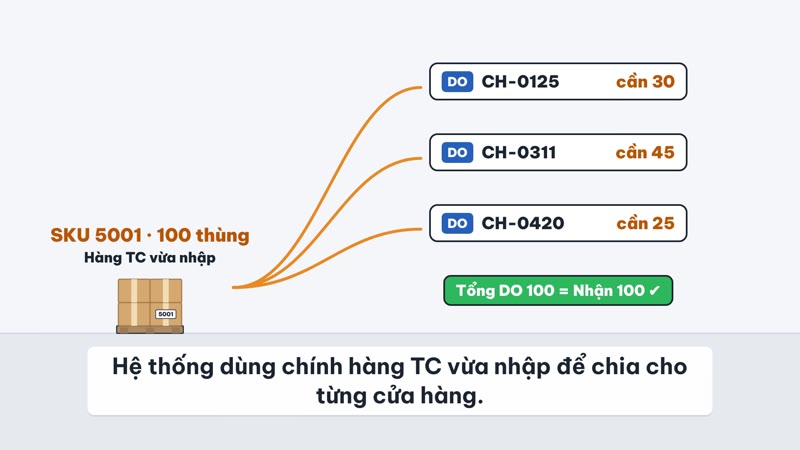 DO CH-0125 cần 30
DO CH-0311 cần 45
DO CH-0420 cần 25
SKU 5001 · 100 thùng
Hàng TC vừa nhập
5001
Tổng DO 100 = Nhận 100 ✔
Hệ thống dùng chính hàng TC vừa nhập để chia cho
từng cửa hàng.